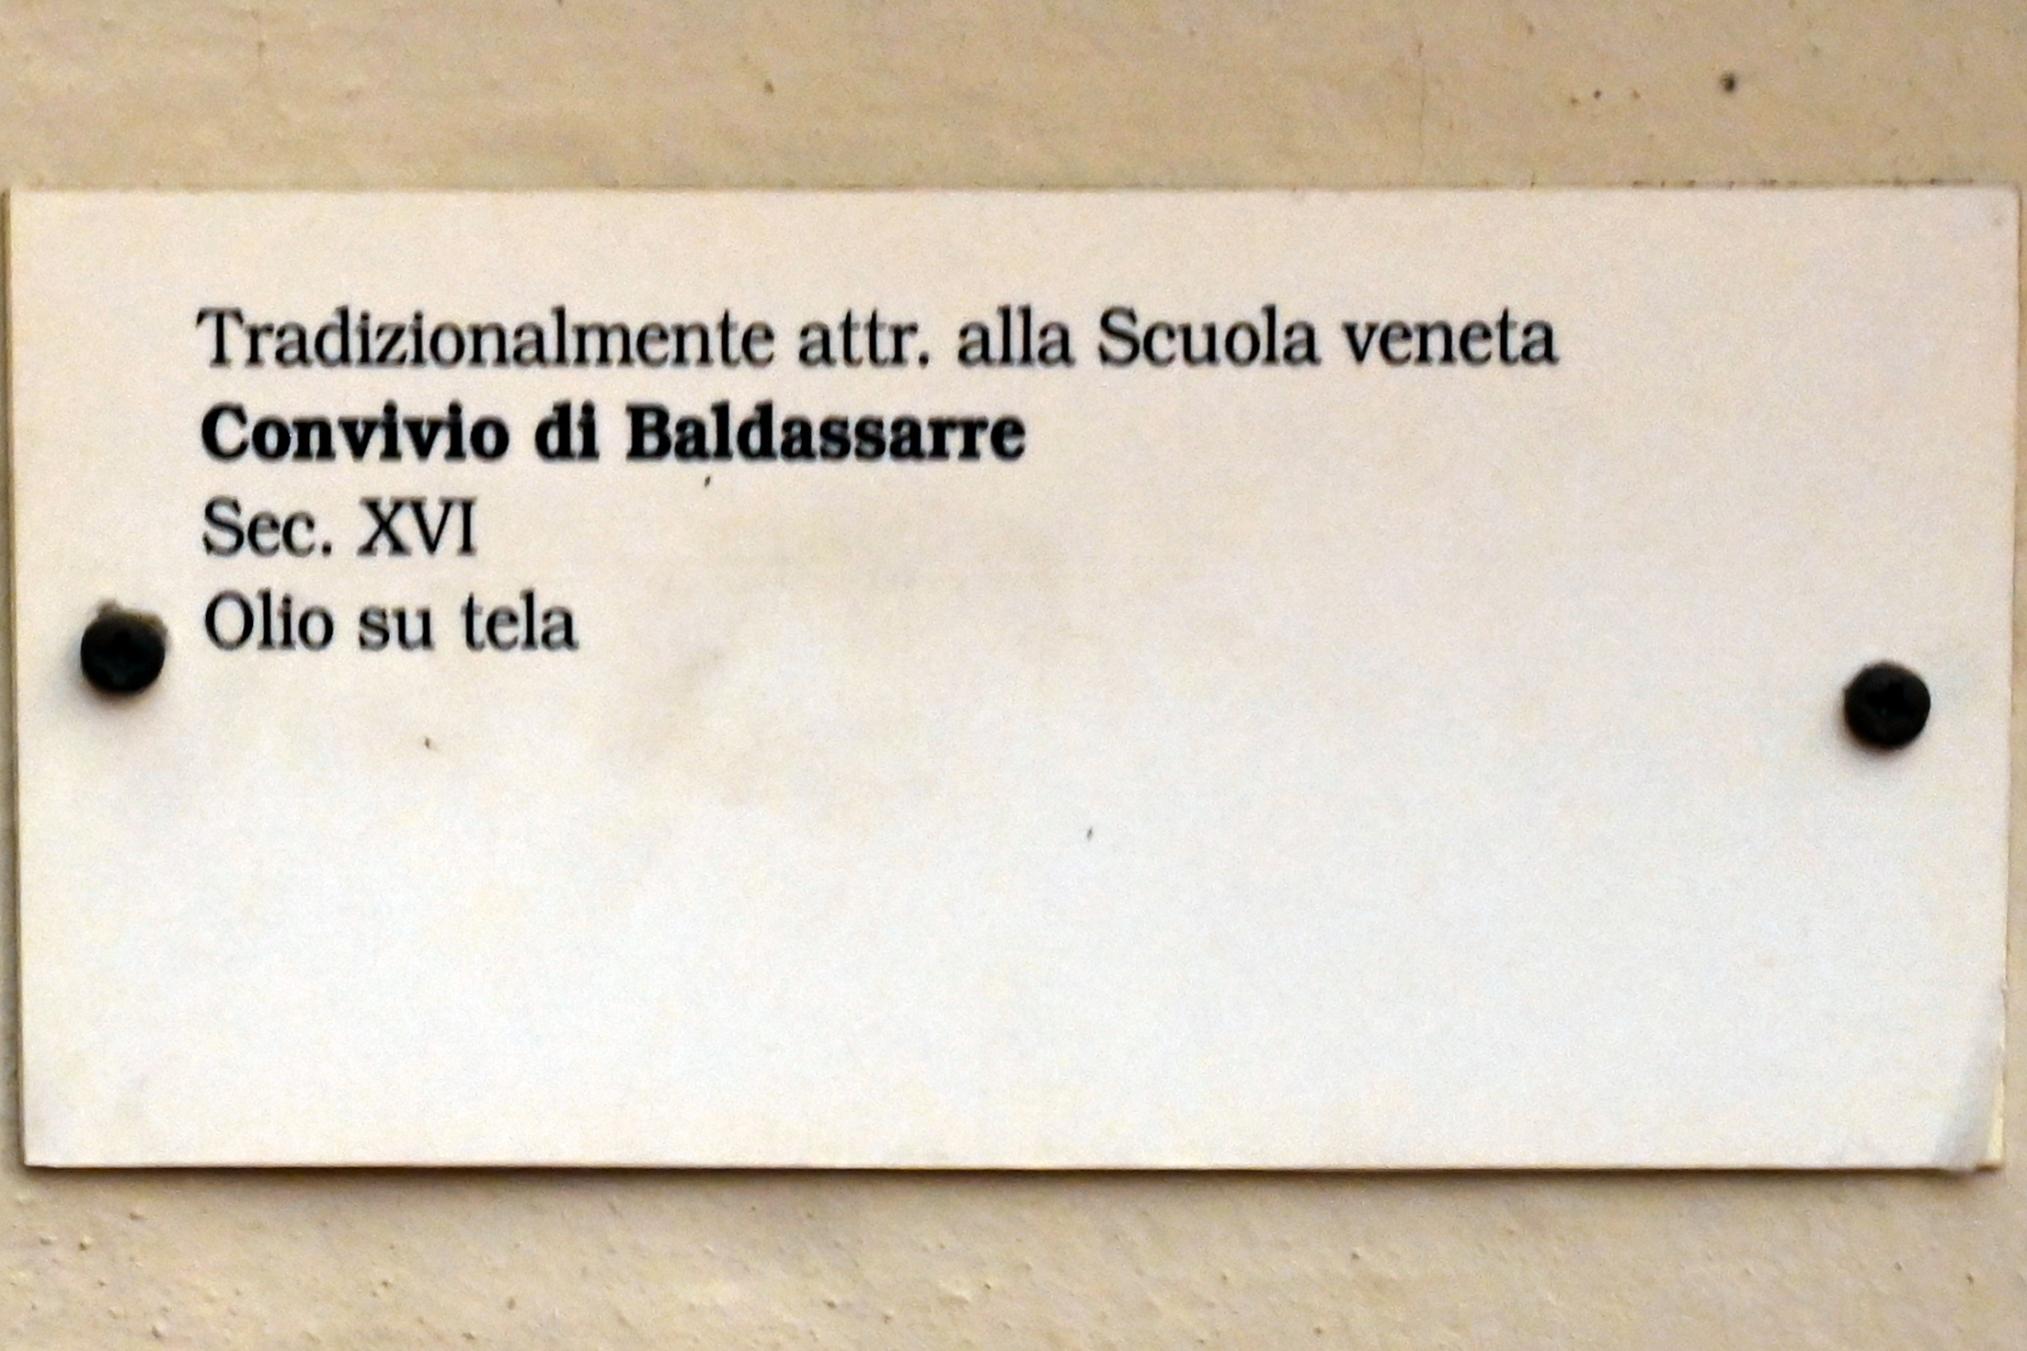 Tradizionalmente attr. alla Scuola veneta
Convivio di Baldassarre
Sec. XVI
Olio su tela